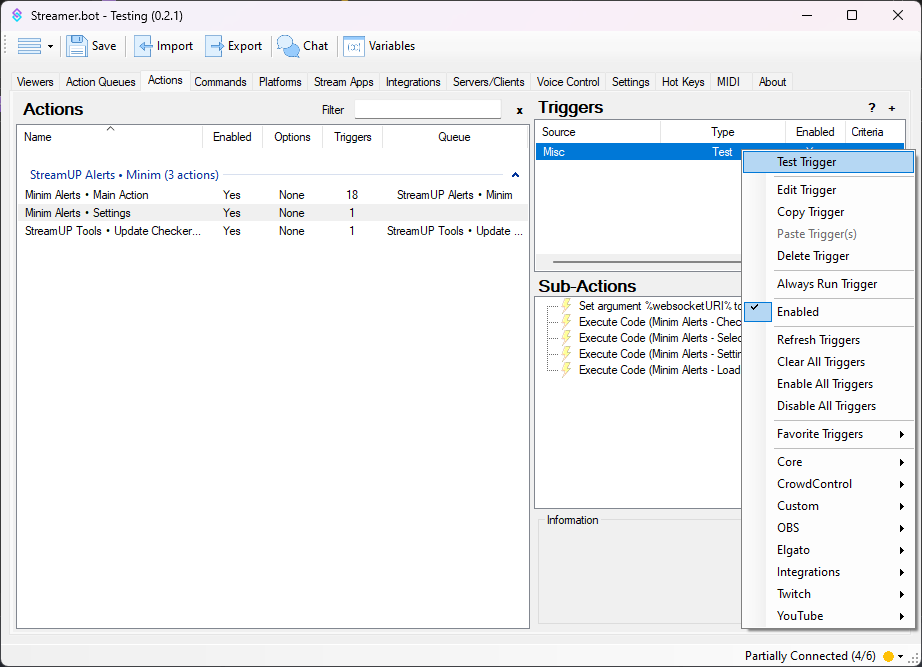 Streamer.bot - Testing (0.2.1)
Save Import Export Chat Variables
Viewers Action Queues Actions Commands Platforms Stream Apps Integrations Servers/Clients Voice Control Settings Hot Keys MIDI About
Actions Filter x
Name Enabled Options Triggers Queue
StreamUP Alerts • Minim (3 actions)
Minim Alerts • Main Action Yes None 18 StreamUP Alerts • Minim
Minim Alerts • Settings Yes None 1
StreamUP Tools • Update Checker... Yes None 1 StreamUP Tools • Update ...
Triggers ? +
Source Type Enabled Criteria
Misc Test
Sub-Actions
Set argument %websocketURI% to
Execute Code (Minim Alerts - Chec
Execute Code (Minim Alerts - Selec
Execute Code (Minim Alerts - Settin
Execute Code (Minim Alerts - Load
Information
Test Trigger
Edit Trigger
Copy Trigger
Paste Trigger(s)
Delete Trigger
Always Run Trigger
Enabled
Refresh Triggers
Clear All Triggers
Enable All Triggers
Disable All Triggers
Favorite Triggers
Core
CrowdControl
Custom
OBS
Elgato
Integrations
Twitch
YouTube
Partially Connected (4/6)